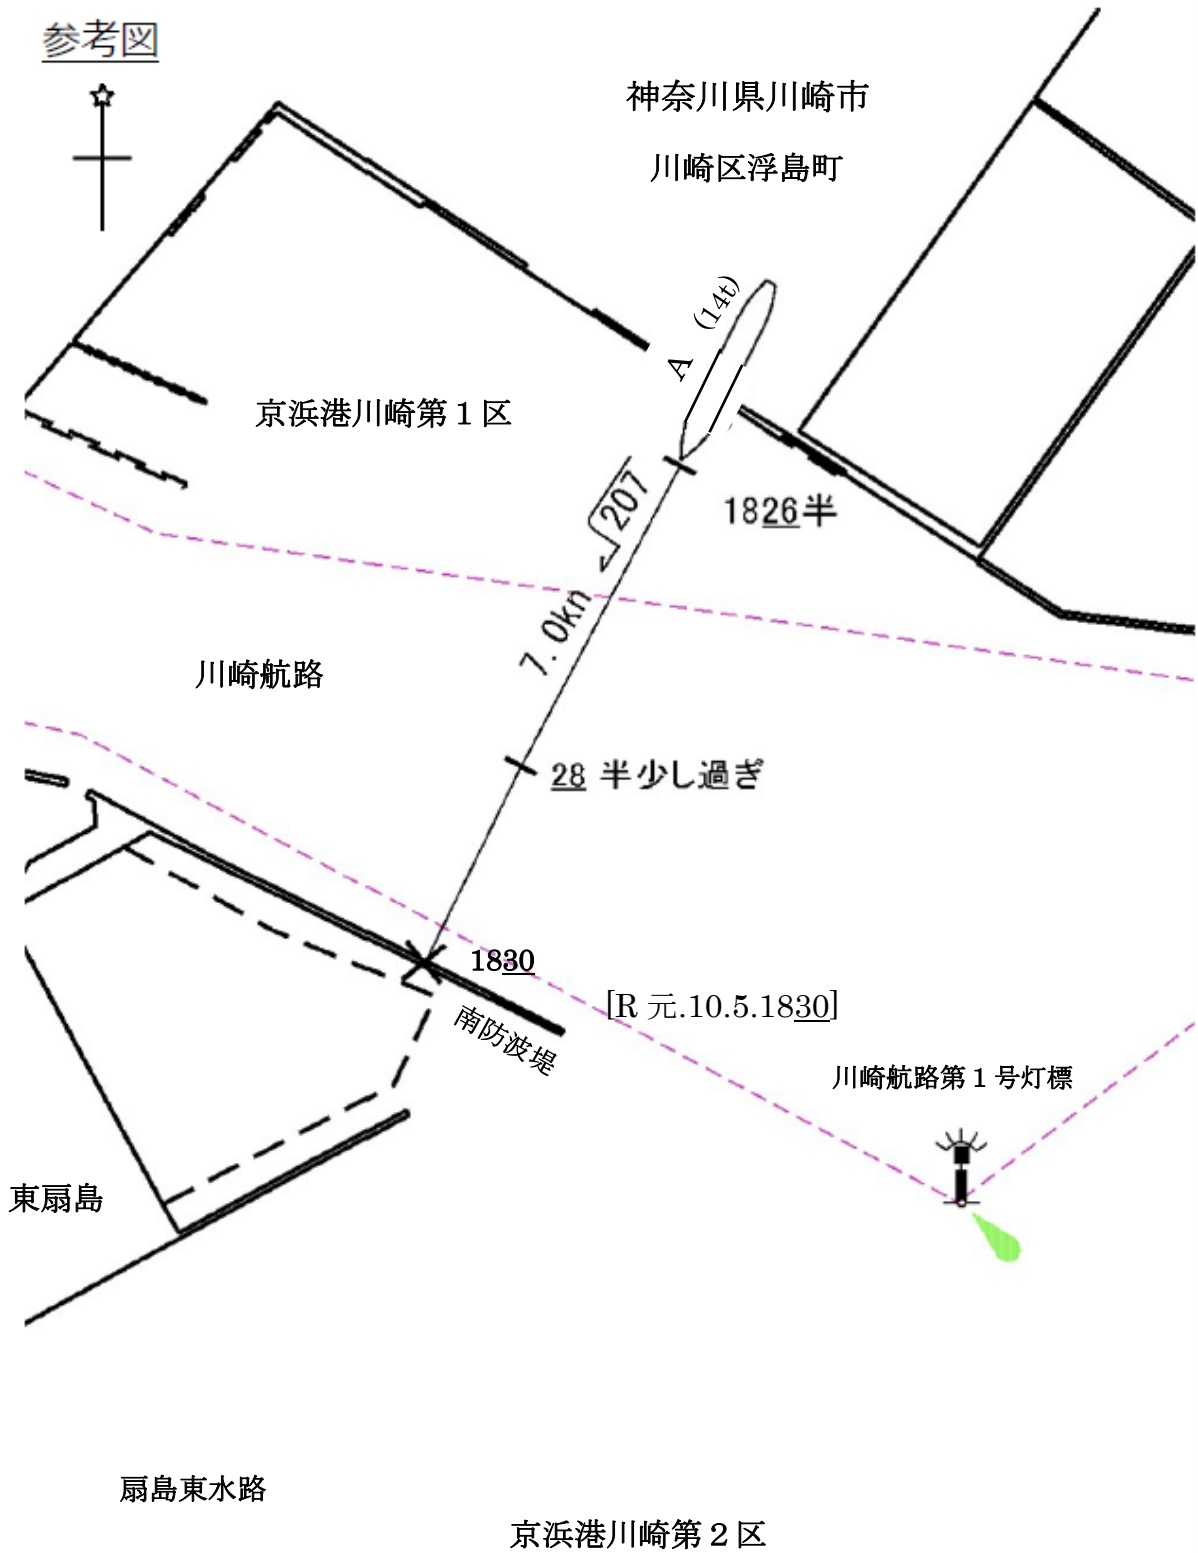 参考図
神奈川県川崎市
川崎区浮島町
A (14t)
京浜港川崎第1区
207
1826半
7.0kn
川崎航路
28 半少し過ぎ
1830
[R 元.10.5.1830]
南防波堤
川崎航路第1号灯標
東扇島
扇島東水路
京浜港川崎第2区